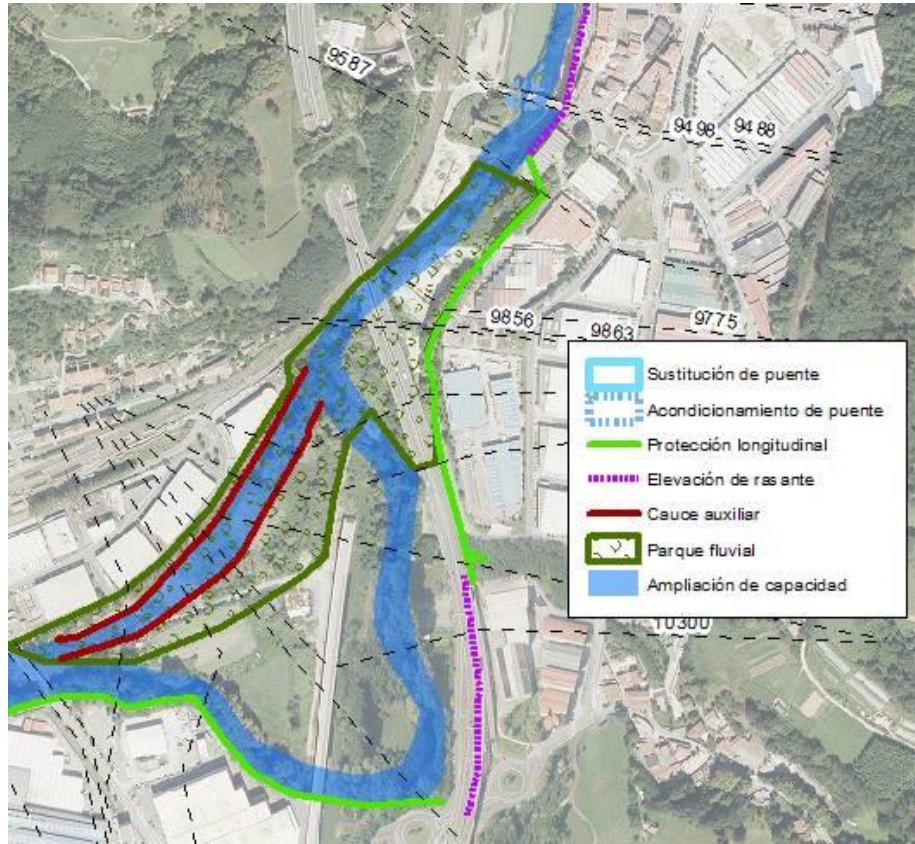 9587
9498
9488
9856
9863
9775
Sustitución de puente
Acondicionamiento de puente
Protección longitudinal
Elevación de rasante
Cauce auxiliar
Parque fluvial
Ampliación de capacidad
10300